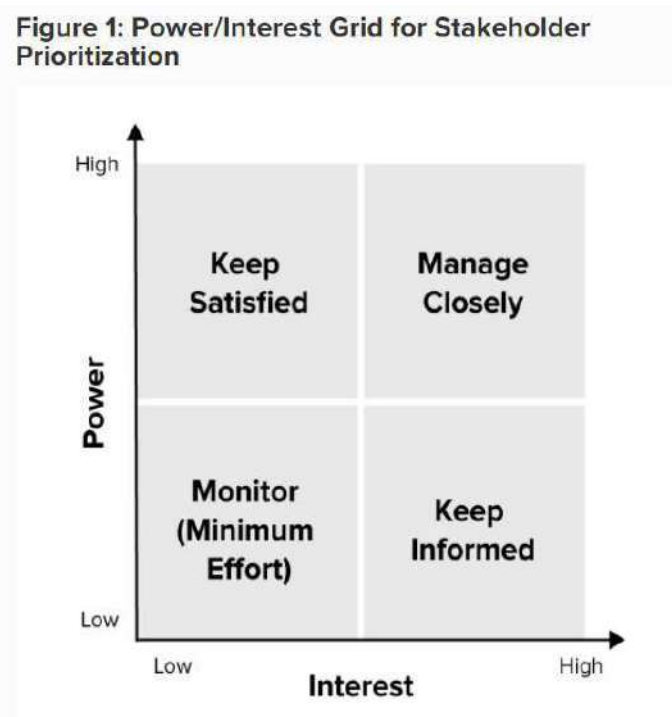 Figure 1: Power/Interest Grid for Stakeholder
Prioritization
High
Keep
Satisfied
Manage
Closely
Power
Monitor
(Minimum
Effort)
Keep
Informed
Low
Low
High
Interest